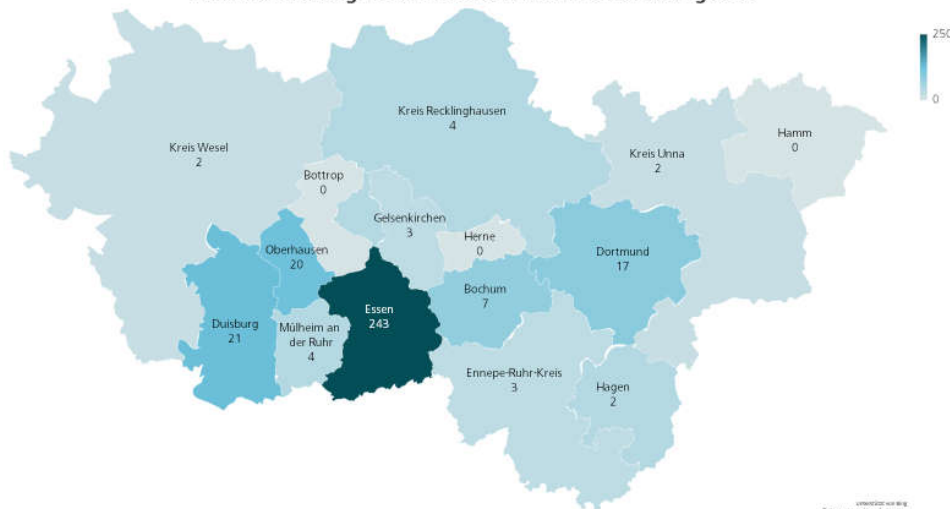 250
0
Kreis Recklinghausen
4
Hamm
0
Kreis Wesel
2
Kreis Unna
2
Bottrop
0
Gelsenkirchen
3
Herne
0
Oberhausen
20
Dortmund
17
Bochum
7
Essen
243
Duisburg
21
Mülheim an
der Ruhr
4
Ennepe-Ruhr-Kreis
3
Hagen
2